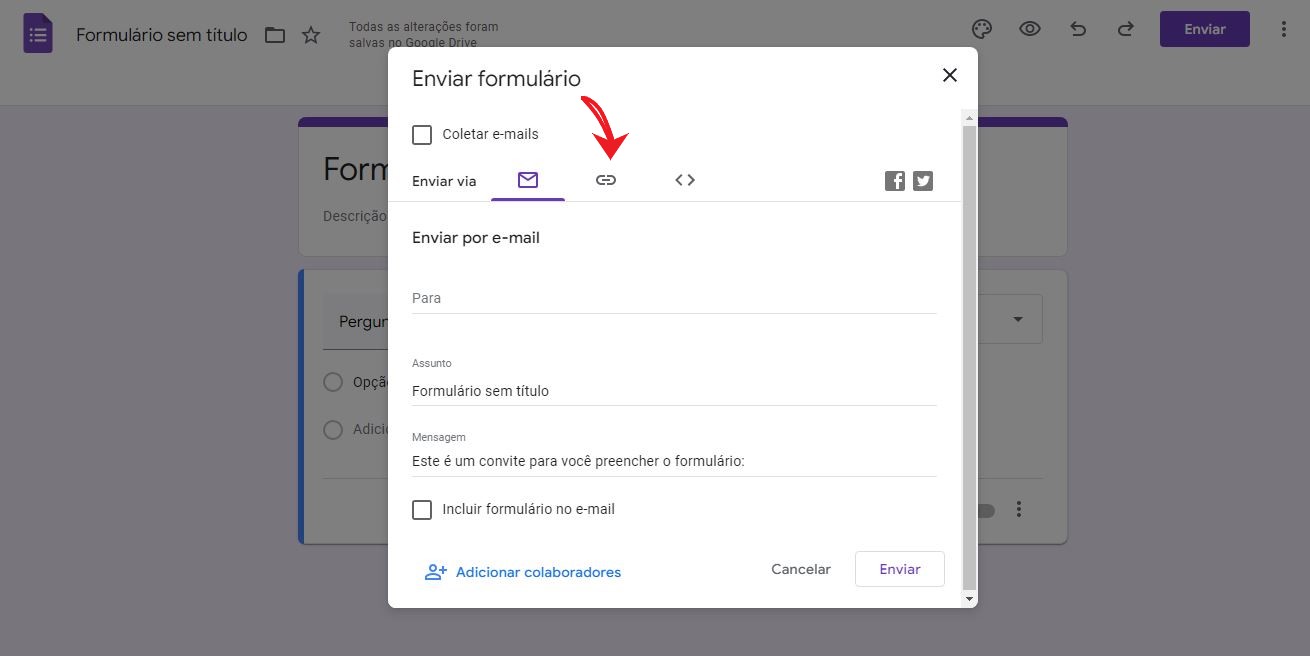 Formulário sem título
Todas as alterações foram
salvas no Google Drive
Enviar
Enviar formulário
Coletar e-mails
Enviar via
Form
Descrição
Enviar por e-mail
Para
Pergun
Assunto
Opçã
Formulário sem título
Adici
Mensagem
Este é um convite para você preencher o formulário:
Incluir formulário no e-mail
Adicionar colaboradores
Cancelar
Enviar